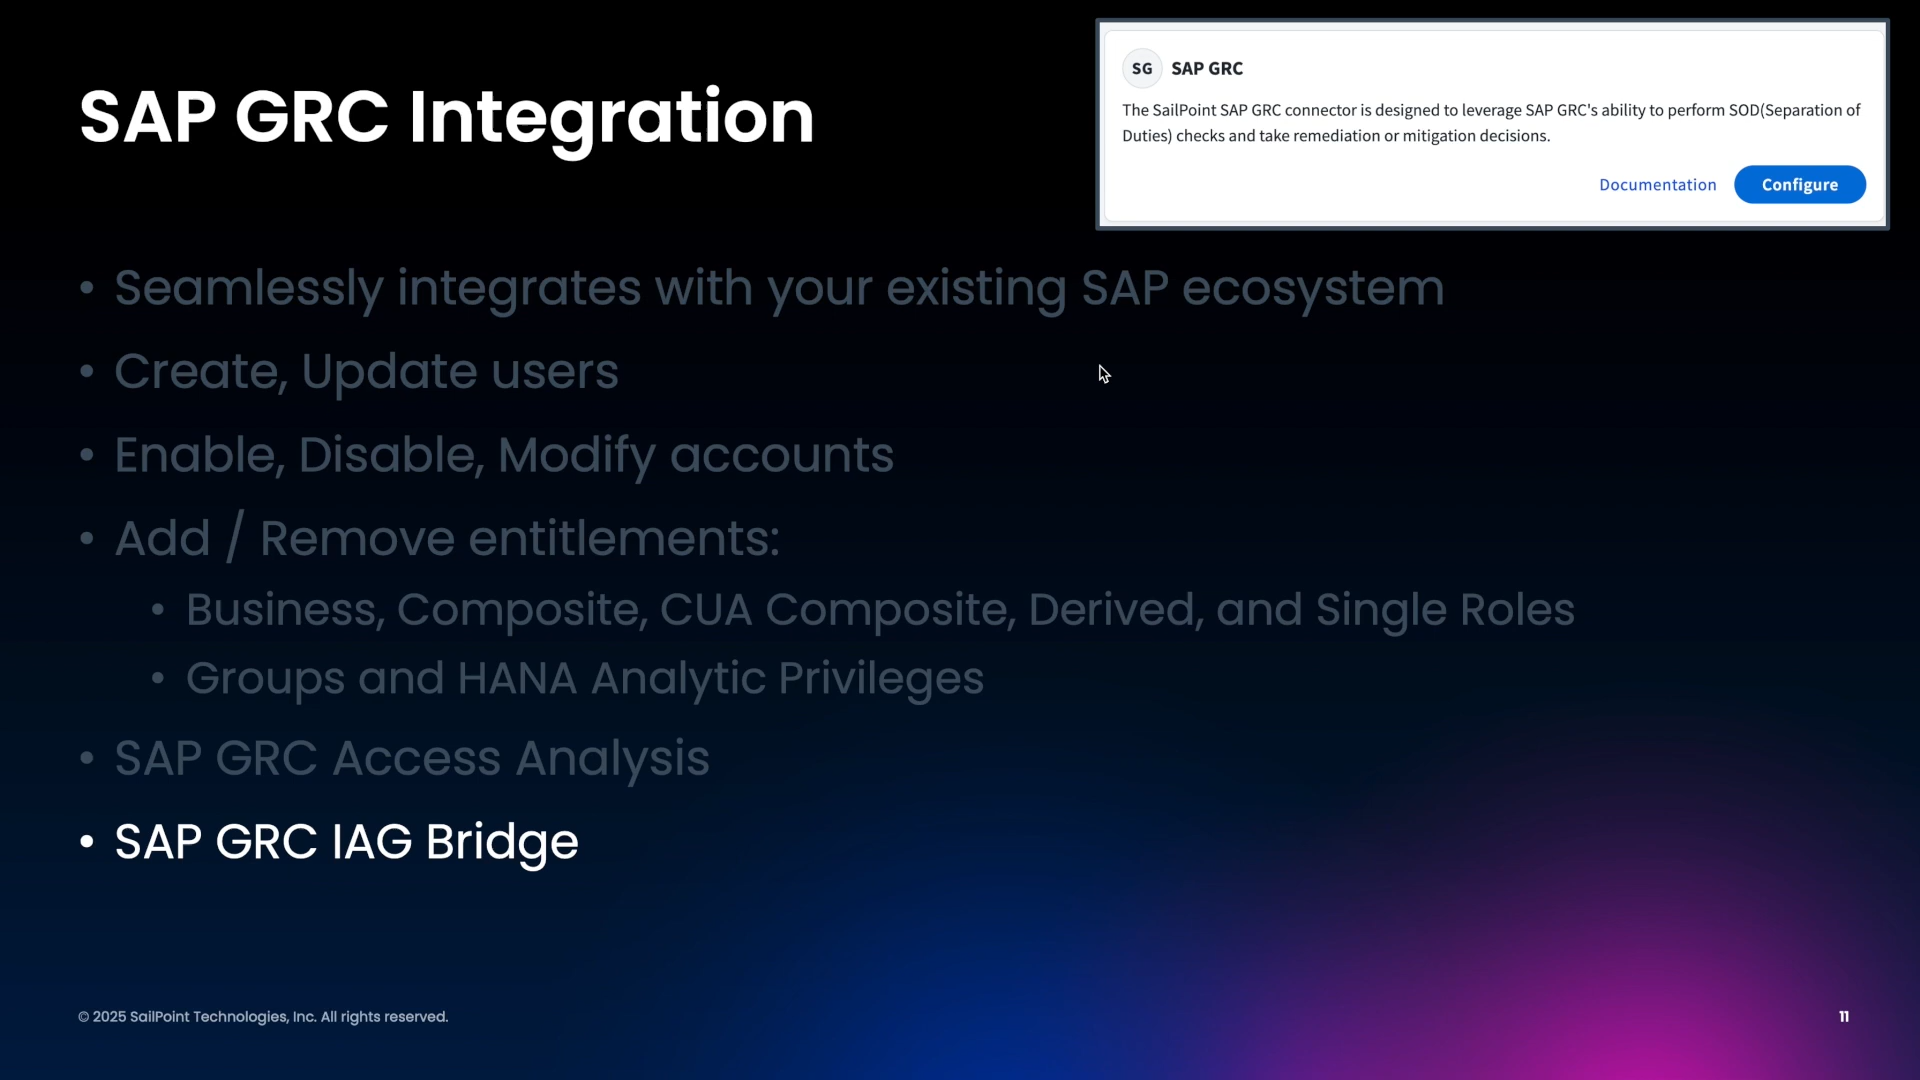 SAP GRC Integration
SG SAP GRC
The SailPoint SAP GRC connector is designed to leverage SAP GRC's ability to perform SOD(Separation of
Duties) checks and take remediation or mitigation decisions.
Documentation Configure
• Seamlessly integrates with your existing SAP ecosystem
• Create, Update users
• Enable, Disable, Modify accounts
• Add / Remove entitlements:
• Business, Composite, CUA Composite, Derived, and Single Roles
• Groups and HANA Analytic Privileges
• SAP GRC Access Analysis
• SAP GRC IAG Bridge
© 2025 SailPoint Technologies, Inc. All rights reserved.
11